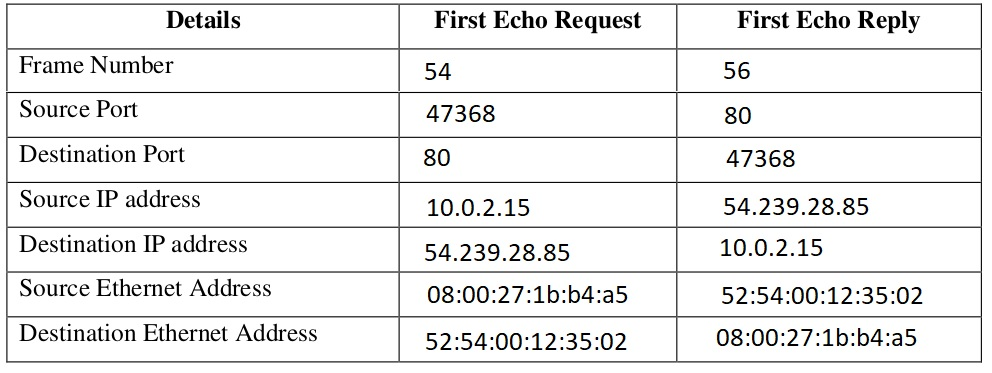 Details First Echo Request First Echo Reply
Frame Number 54 56
Source Port 47368 80
Destination Port 80 47368
Source IP address 10.0.2.15 54.239.28.85
Destination IP address 54.239.28.85 10.0.2.15
Source Ethernet Address 08:00:27:1b:b4:a5 52:54:00:12:35:02
Destination Ethernet Address 52:54:00:12:35:02 08:00:27:1b:b4:a5